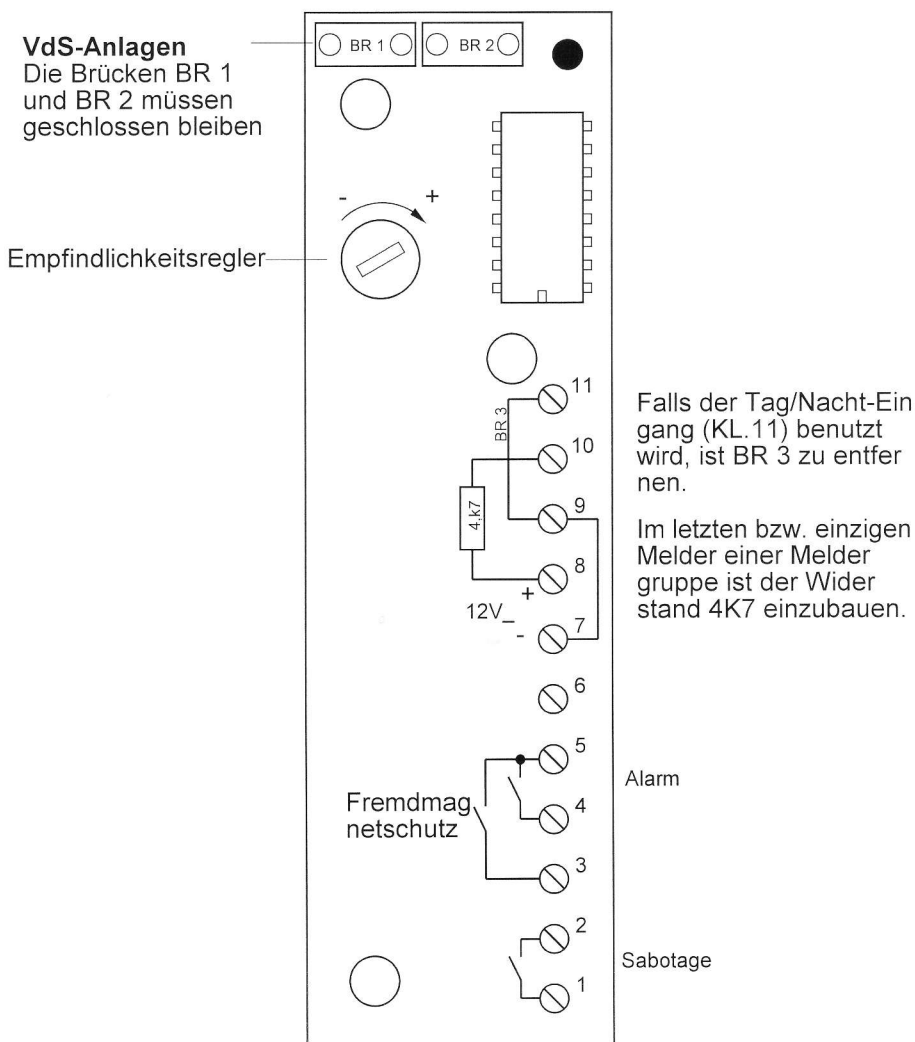 VdS-Anlagen
Die Brücken BR 1
und BR 2 müssen
geschlossen bleiben
BR 1
BR 2
- +
Empfindlichkeitsregler
11
BR 3
10
4,k7
9
8
+
12V_
-
7
6
5
4
3
2
1
Falls der Tag/Nacht-Ein
gang (KL.11) benutzt
wird, ist BR 3 zu entfer
nen.
Im letzten bzw. einzigen
Melder einer Melder
gruppe ist der Wider
stand 4K7 einzubauen.
Fremdmag
netschutz
Alarm
Sabotage